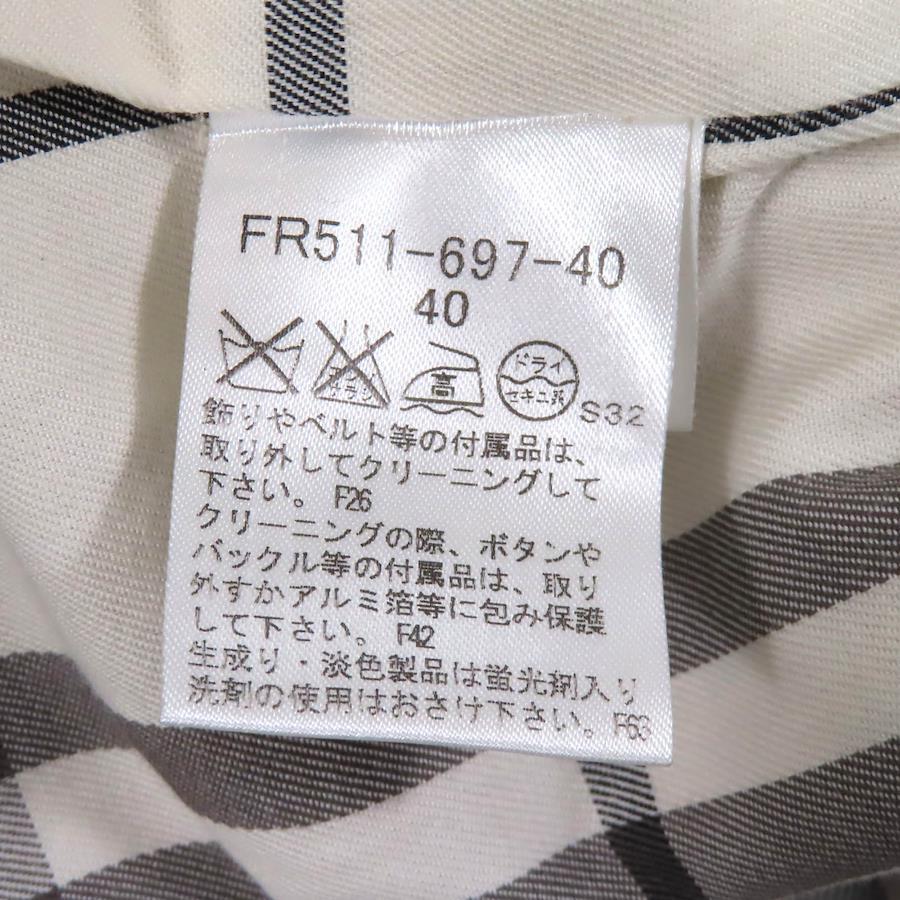 FR511-697-40
40
エンソ
サラシ
高
ドライ
セキユ系
S32
飾りやベルト等の付属品は、
取り外してクリーニングして
下さい。 F26
クリーニングの際、ボタンや
バックル等の付属品は、取り
外すかアルミ箔等に包み保護
して下さい。 F42
生成り・淡色製品は蛍光剤入り
洗剤の使用はおさけ下さい。F63